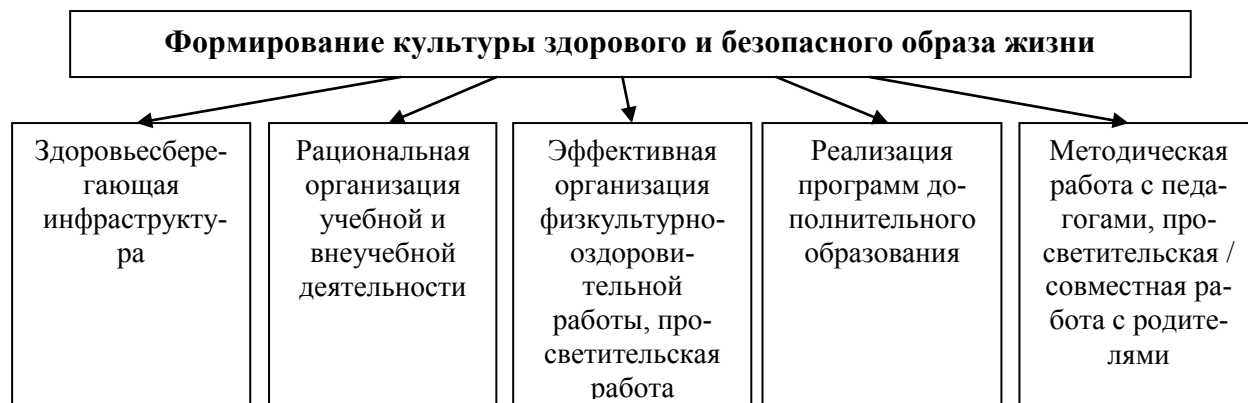 Формирование культуры здорового и безопасного образа жизни
Здоровьесбере-
гающая
инфраструкту-
ра
Рациональная
организация
учебной и
внеучебной
деятельности
Эффективная
организация
физкультурно-
оздорови-
тельной
работы, про-
светительская
работа
Реализация
программ до-
полнительного
образования
Методическая
работа с педа-
гогами, про-
светительская /
совместная ра-
бота с родите-
лями